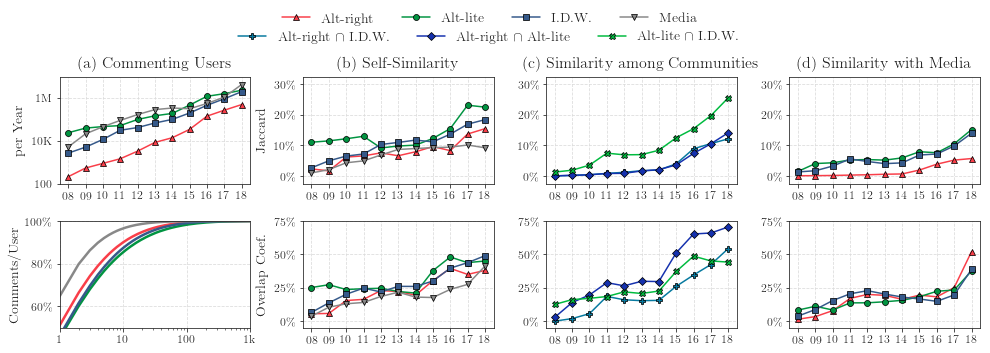 Alt-right Alt-lite I.D.W. Media
Alt-right ∩ I.D.W. Alt-right ∩ Alt-lite Alt-lite ∩ I.D.W.
(a) Commenting Users
per Year
1M
10K
100
08 09 10 11 12 13 14 15 16 17 18
(b) Self-Similarity
Jaccard
30%
20%
10%
0%
08 09 10 11 12 13 14 15 16 17 18
(c) Similarity among Communities
30%
20%
10%
0%
08 09 10 11 12 13 14 15 16 17 18
(d) Similarity with Media
30%
20%
10%
0%
08 09 10 11 12 13 14 15 16 17 18
Comments/User
100%
80%
60%
1 10 100 1k
Overlap Coef.
75%
50%
25%
0%
08 09 10 11 12 13 14 15 16 17 18
75%
50%
25%
0%
08 09 10 11 12 13 14 15 16 17 18
75%
50%
25%
0%
08 09 10 11 12 13 14 15 16 17 18